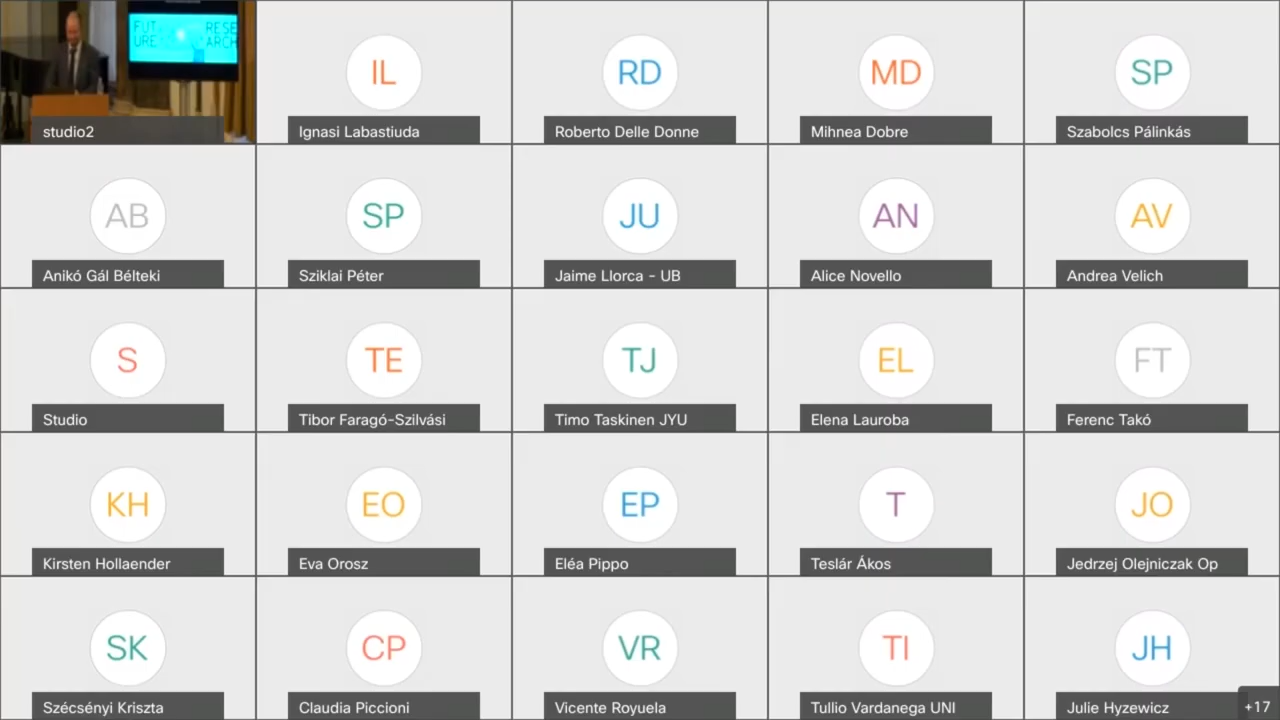 FUT RESE
URE ARCH
studio2
IL
Ignasi Labastiuda
RD
Roberto Delle Donne
MD
Mihnea Dobre
SP
Szabolcs Pálinkás
AB
Anikó Gál Bélteki
SP
Sziklai Péter
JU
Jaime Llorca - UB
AN
Alice Novello
AV
Andrea Velich
S
Studio
TE
Tibor Faragó-Szilvási
TJ
Timo Taskinen JYU
EL
Elena Lauroba
FT
Ferenc Takó
KH
Kirsten Hollaender
EO
Eva Orosz
EP
Eléa Pippo
T
Teslár Ákos
JO
Jedrzej Olejniczak Op
SK
Szécsényi Kriszta
CP
Claudia Piccioni
VR
Vicente Royuela
TI
Tullio Vardanega UNI
JH
Julie Hyzewicz
+17